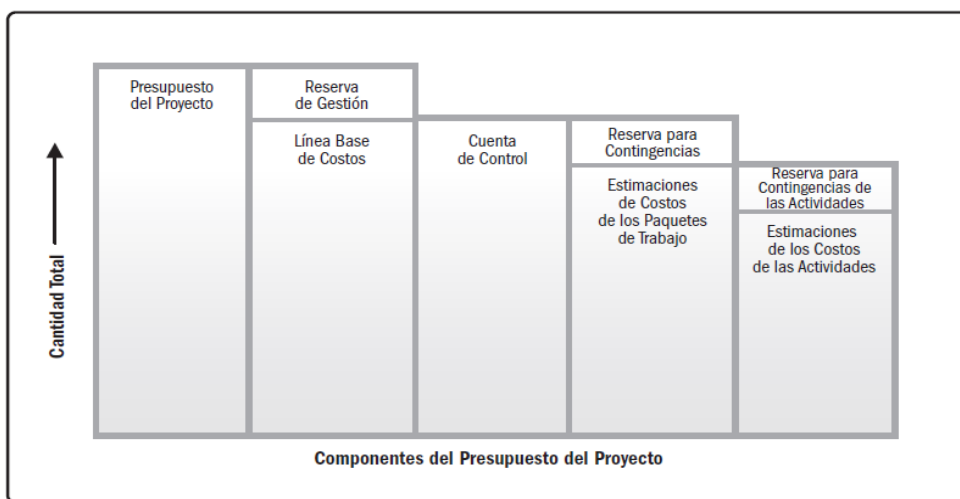 Presupuesto
del Proyecto
Reserva
de Gestión
Línea Base
de Costos
Cuenta
de Control
Reserva para
Contingencias
Estimaciones
de Costos
de los Paquetes
de Trabajo
Reserva para
Contingencias de
las Actividades
Estimaciones
de los Costos
de las Actividades
Cantidad Total
Componentes del Presupuesto del Proyecto